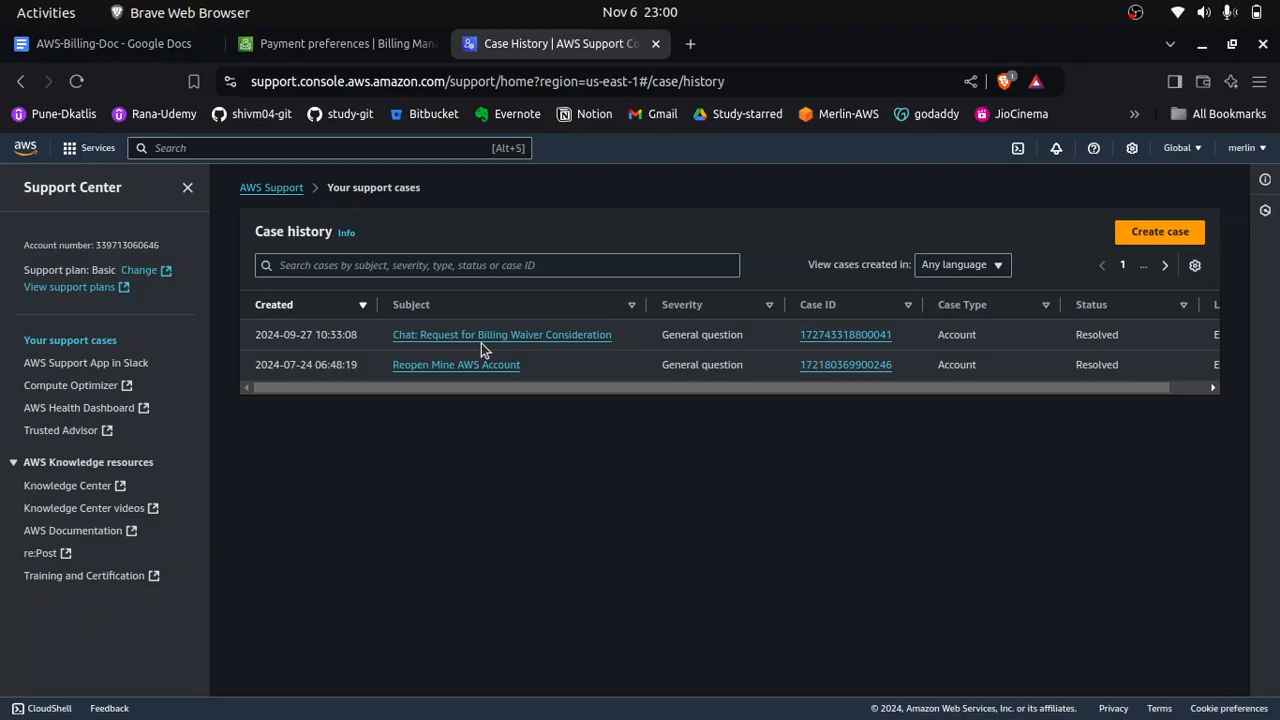 Activities Brave Web Browser Nov 6 23:00
AWS-Billing-Doc - Google Docs Payment preferences | Billing Man Case History | AWS Support Co
support.console.aws.amazon.com/support/home?region=us-east-1#/case/history 1
Pune-Dkatlis Rana-Udemy shivm04-git study-git Bitbucket Evernote Notion Gmail Study-starred Merlin-AWS godaddy JioCinema » All Bookmarks
aws Services Search [Alt+S] Global merlin
Support Center
Account number: 339713060646
Support plan: Basic Change
View support plans
Your support cases
AWS Support App in Slack
Compute Optimizer
AWS Health Dashboard
Trusted Advisor
AWS Knowledge resources
Knowledge Center
Knowledge Center videos
AWS Documentation
re:Post
Training and Certification
AWS Support > Your support cases
Case history Info Create case
Search cases by subject, severity, type, status or case ID View cases created in: Any language 1 ...
Created Subject Severity Case ID Case Type Status L
2024-09-27 10:33:08 Chat: Request for Billing Waiver Consideration General question 172743318800041 Account Resolved E
2024-07-24 06:48:19 Reopen Mine AWS Account General question 172180369900246 Account Resolved E
CloudShell Feedback © 2024, Amazon Web Services, Inc. or its affiliates. Privacy Terms Cookie preferences